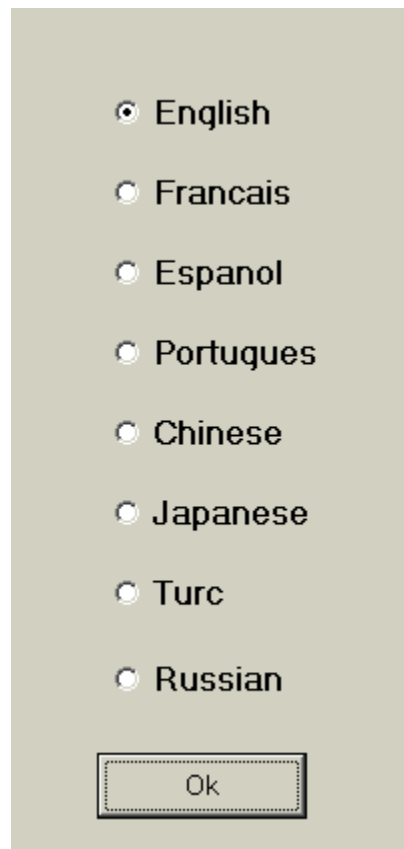 English
Francais
Espanol
Portugues
Chinese
Japanese
Turc
Russian
Ok